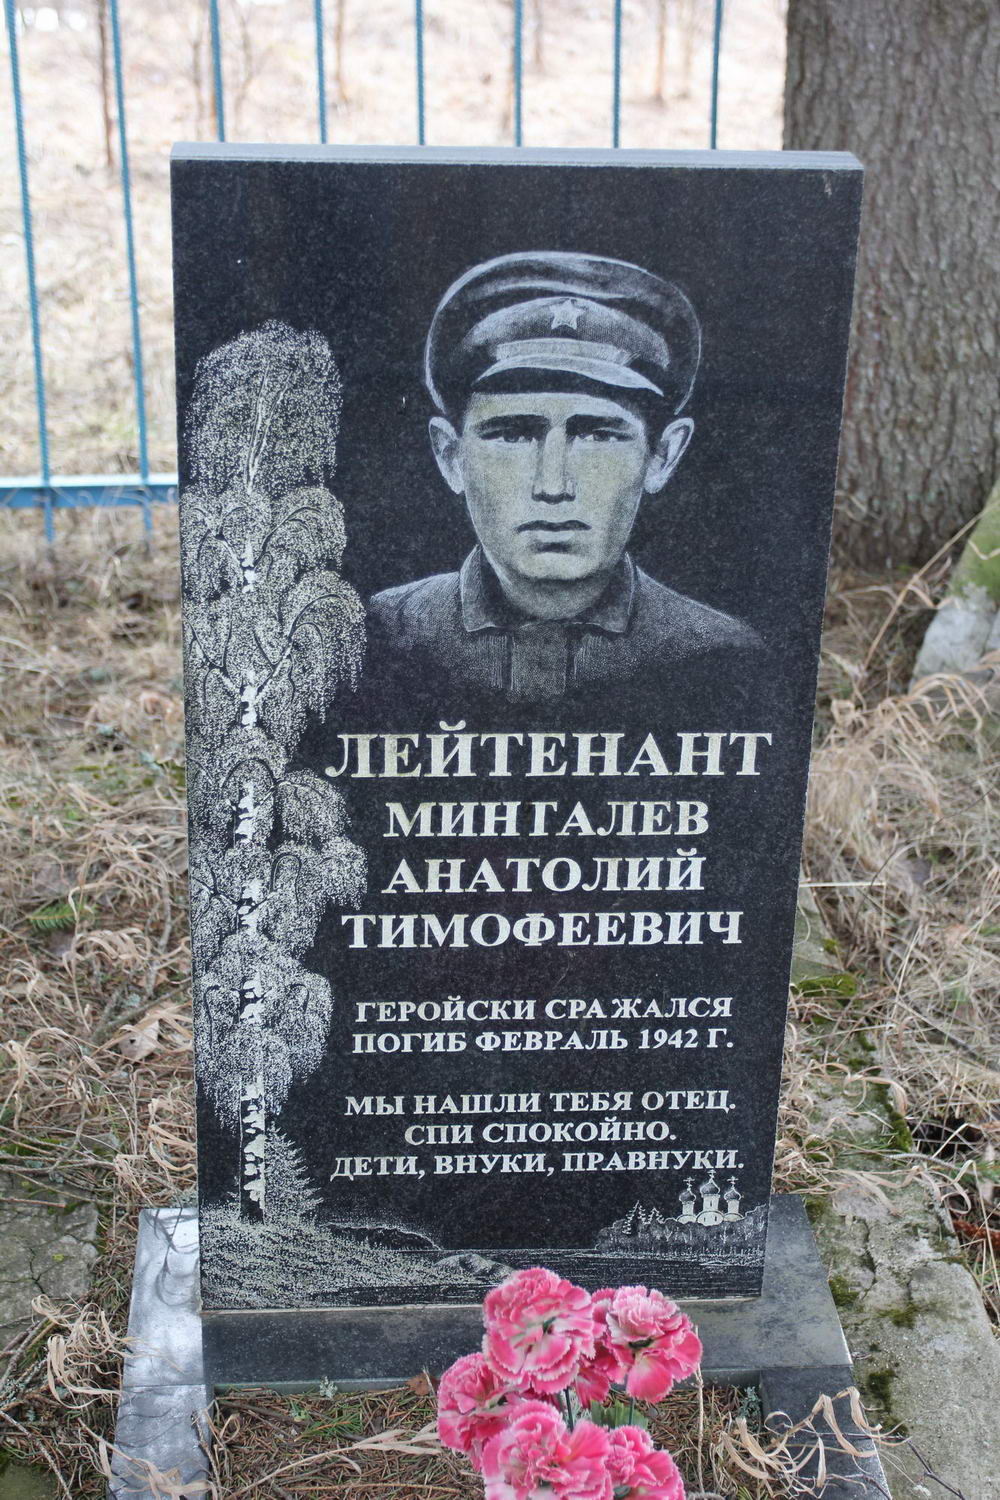 ЛЕЙТЕНАНТ
МИНГАЛЕВ
АНАТОЛИЙ
ТИМОФЕЕВИЧ
ГЕРОЙСКИ СРАЖАЛСЯ
ПОГИБ ФЕВРАЛЬ 1942 Г.
МЫ НАШЛИ ТЕБЯ ОТЕЦ.
СПИ СПОКОЙНО.
ДЕТИ, ВНУКИ, ПРАВНУКИ.